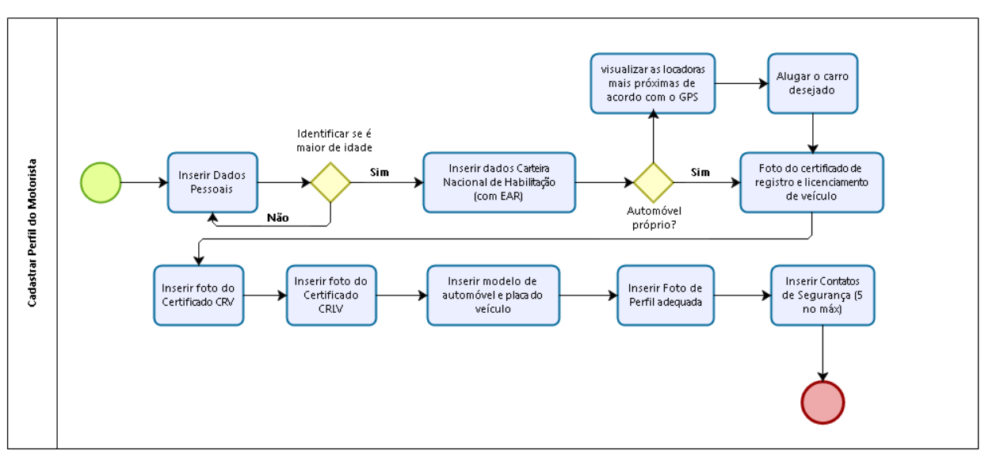 Cadastrar Perfil do Motorista
visualizar as locadoras
mais próximas de
acordo com o GPS
Alugar o carro
desejado
Identificar se é
maior de idade
Inserir Dados
Pessoais
Não
Sim
Inserir dados Carteira
Nacional de Habilitação
(com EAR)
Automóvel
próprio?
Sim
Foto do certificado de
registro e licenciamento
de veículo
Inserir foto do
Certificado CRV
Inserir foto do
Certificado
CRLV
Inserir modelo de
automóvel e placa do
veículo
Inserir Foto de
Perfil adequada
Inserir Contatos
de Segurança (5
no máx)